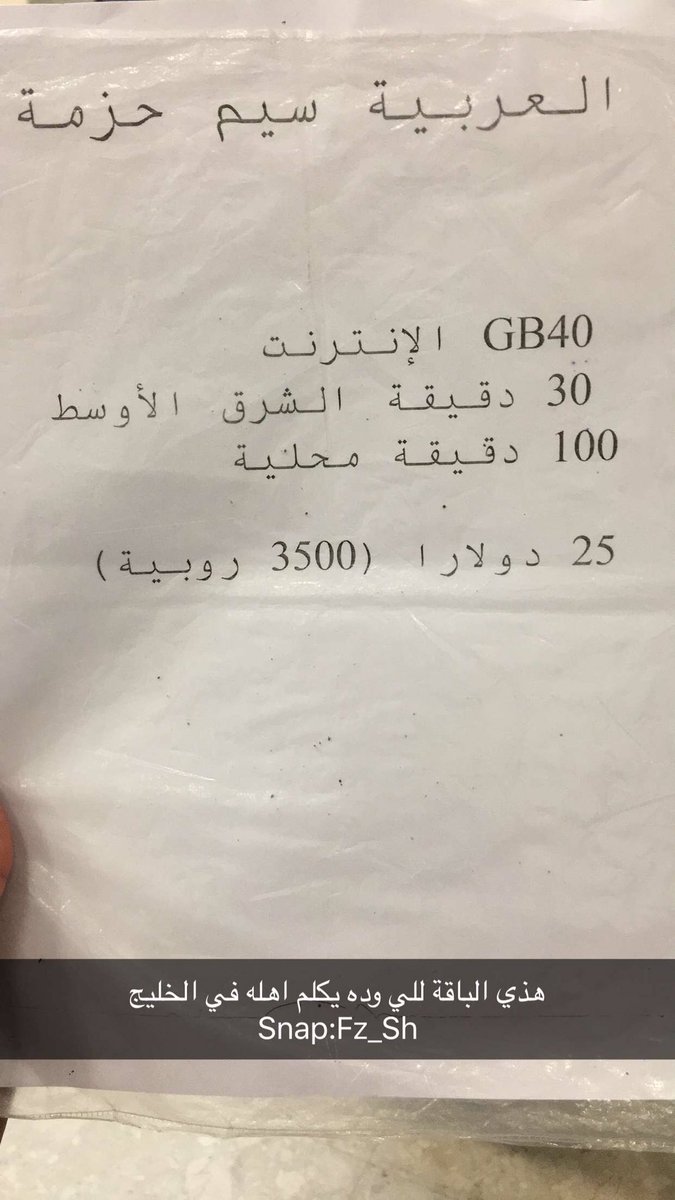 العربية سيم حزمة
GB40 الإنترنت
30 دقيقة الشرق الأوسط
100 دقيقة محلية
25 دولارا (3500 روبية)
هذي الباقة للي وده يكلم اهله في الخليج
Snap:Fz_Sh